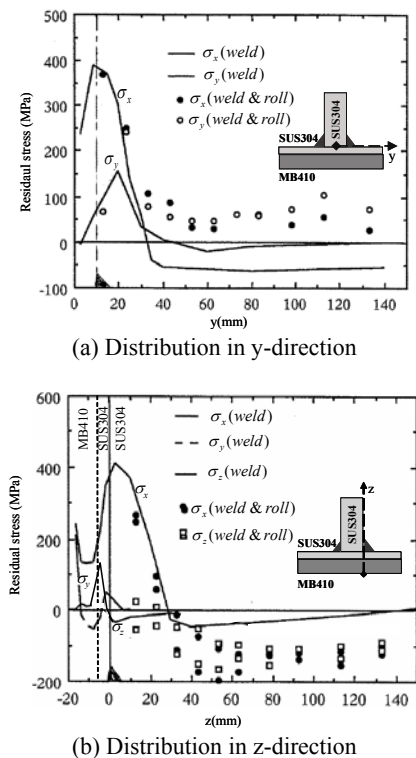 (a)
500
400
300
200
100
0
-50
-100
Residaul stress (MPa)
σx (weld)
σy (weld)
σx (weld & roll)
σy (weld & roll)
σx
σy
SUS304
SUS304
MB410
y
0 20 40 60 80 100 120 140
y(mm)
(a) Distribution in y-direction
600
400
200
0
-200
Residual stress (MPa)
MB410
SUS304
SUS304
σx (weld)
σy (weld)
σz (weld)
σx (weld & roll)
σz (weld & roll)
σx
σy
σz
z
SUS304
SUS304
MB410
-20 0 20 40 60 80 100 120 140
z(mm)
(b) Distribution in z-direction